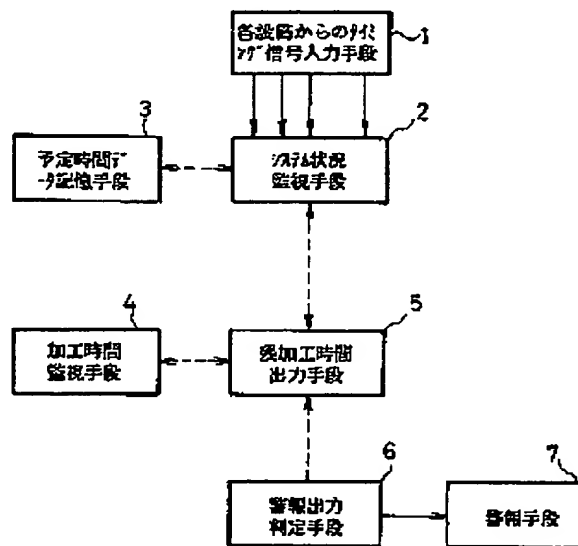 1
各設備からのタイミ
ング信号入力手段
2
システム状況
監視手段
3
予定時間デ
ータ記憶手段
4
加工時間
監視手段
5
残加工時間
出力手段
6
警報出力
判定手段
7
警報手段